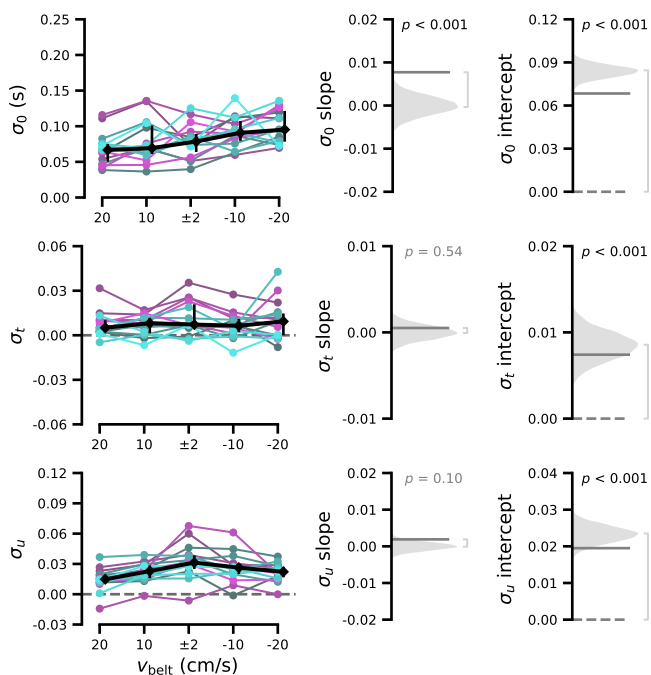 0.25
0.20
0.15
0.10
0.05
0.00
σ0 (s)
20 10 ±2 -10 -20
0.02
0.01
0.00
-0.01
-0.02
σ0 slope
p < 0.001
0.12
0.09
0.06
0.03
0.00
σ0 intercept
p < 0.001
0.06
0.03
0.00
-0.03
-0.06
σt
20 10 ±2 -10 -20
0.01
0.00
-0.01
σt slope
p = 0.54
0.02
0.01
0.00
σt intercept
p < 0.001
0.12
0.09
0.06
0.03
0.00
-0.03
σu
20 10 ±2 -10 -20
vbelt (cm/s)
0.02
0.01
0.00
-0.01
-0.02
σu slope
p = 0.10
0.04
0.03
0.02
0.01
0.00
σu intercept
p < 0.001